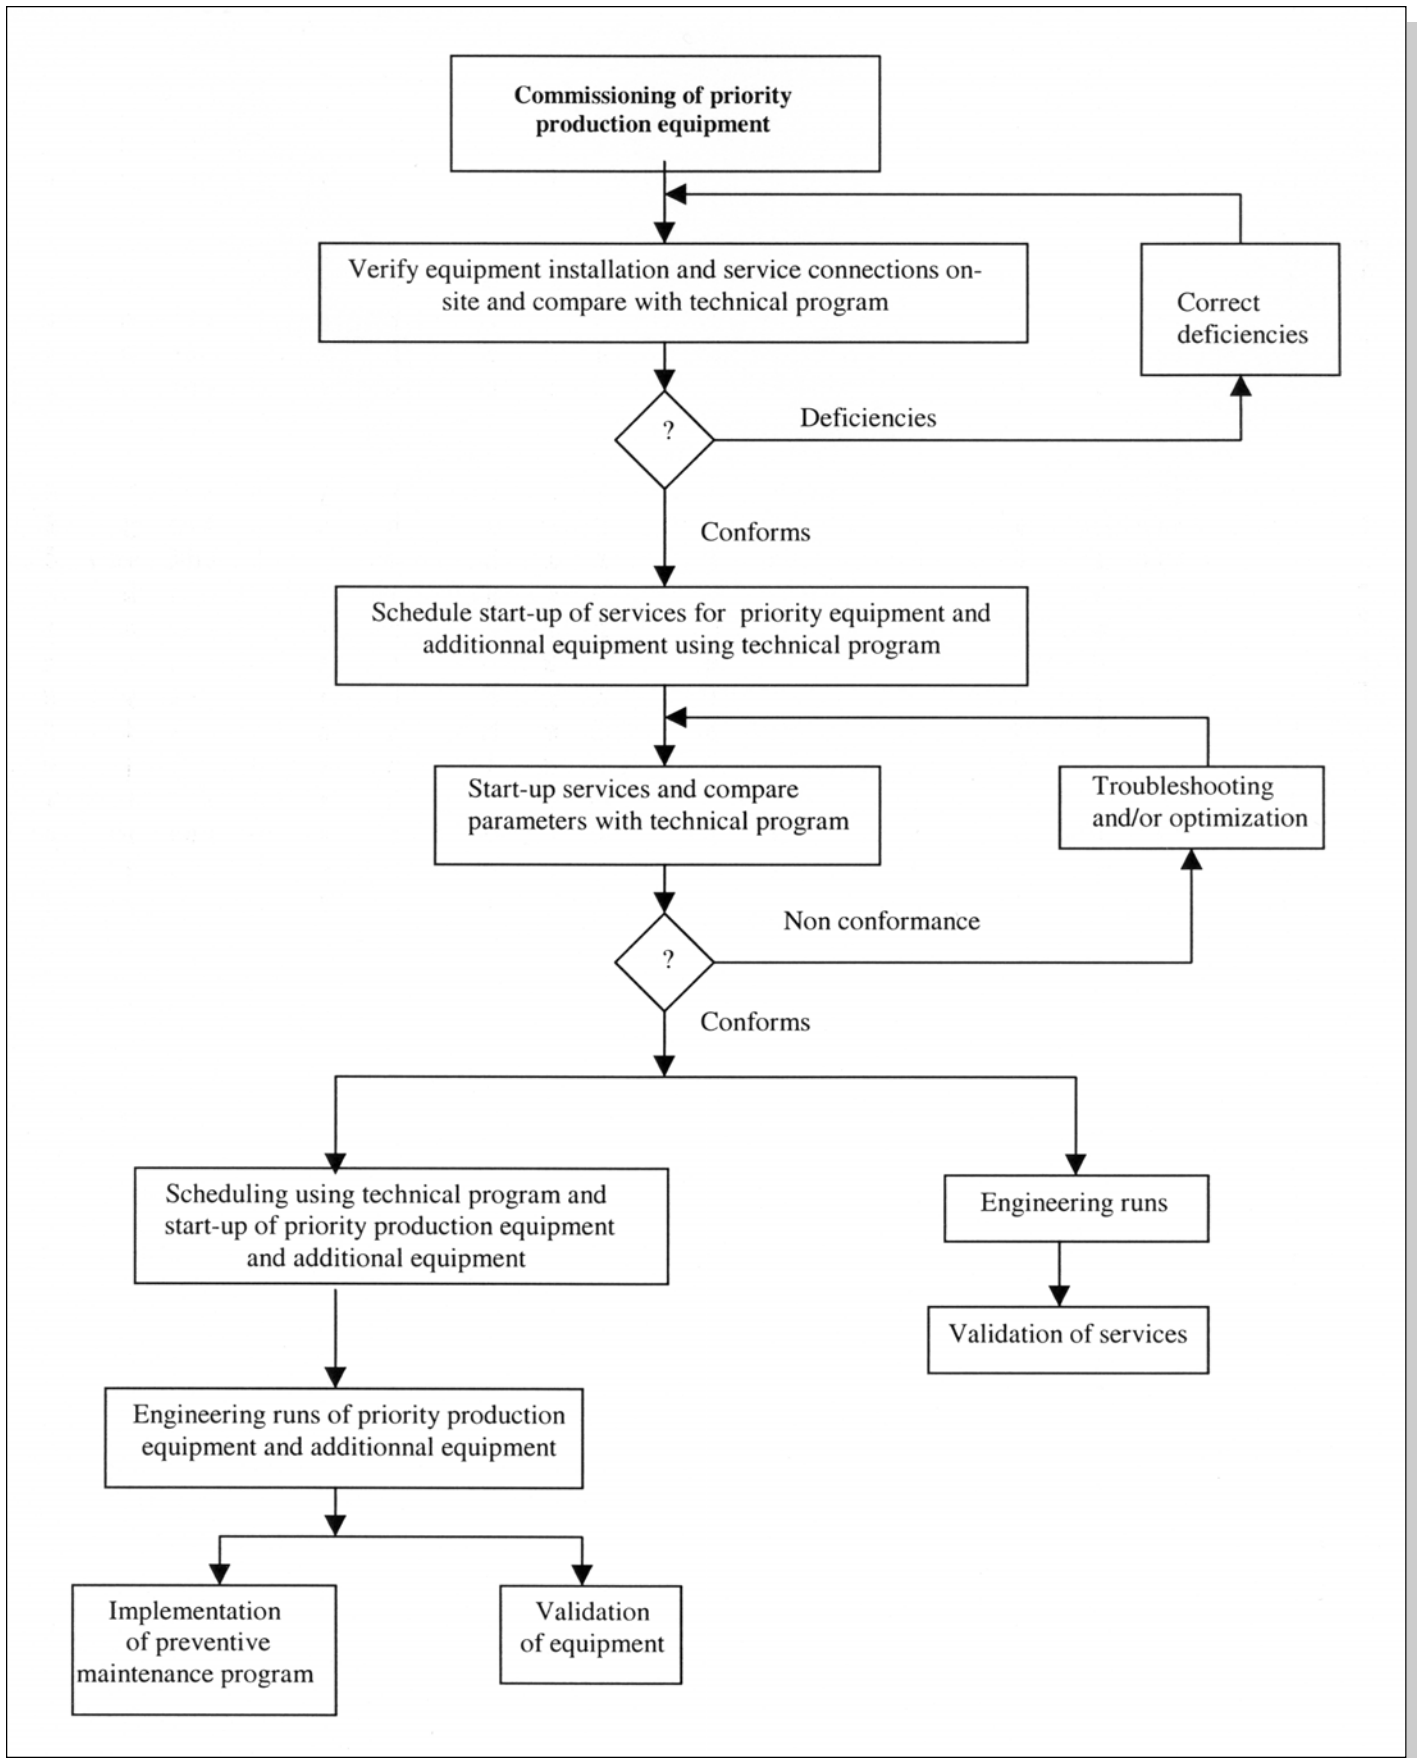 Commissioning of priority
production equipment
Verify equipment installation and service connections on-
site and compare with technical program
Correct
deficiencies
?
Deficiencies
Conforms
Schedule start-up of services for priority equipment and
additionnal equipment using technical program
Start-up services and compare
parameters with technical program
Troubleshooting
and/or optimization
?
Non conformance
Conforms
Scheduling using technical program and
start-up of priority production equipment
and additional equipment
Engineering runs
Validation of services
Engineering runs of priority production
equipment and additionnal equipment
Implementation
of preventive
maintenance program
Validation
of equipment